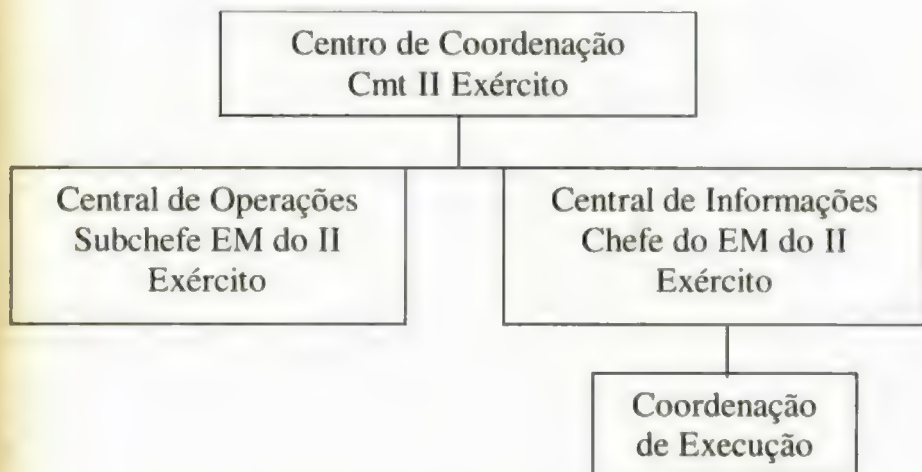 Centro de Coordenação
Cmt II Exército
Central de Operações
Subchefe EM do II
Exército
Central de Informações
Chefe do EM do II
Exército
Coordenação
de Execução